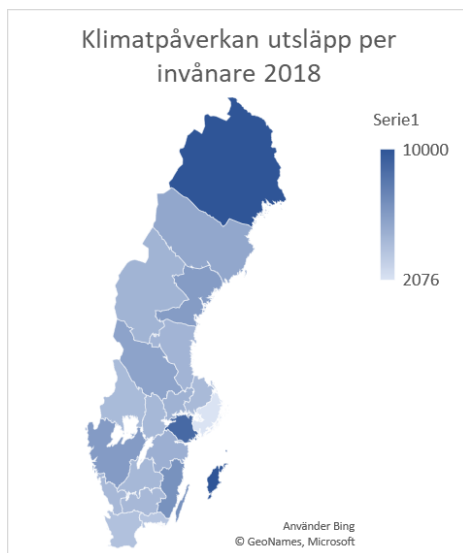 Klimatpåverkan utsläpp per
invånare 2018
Serie1
10000
2076
Använder Bing
© GeoNames, Microsoft